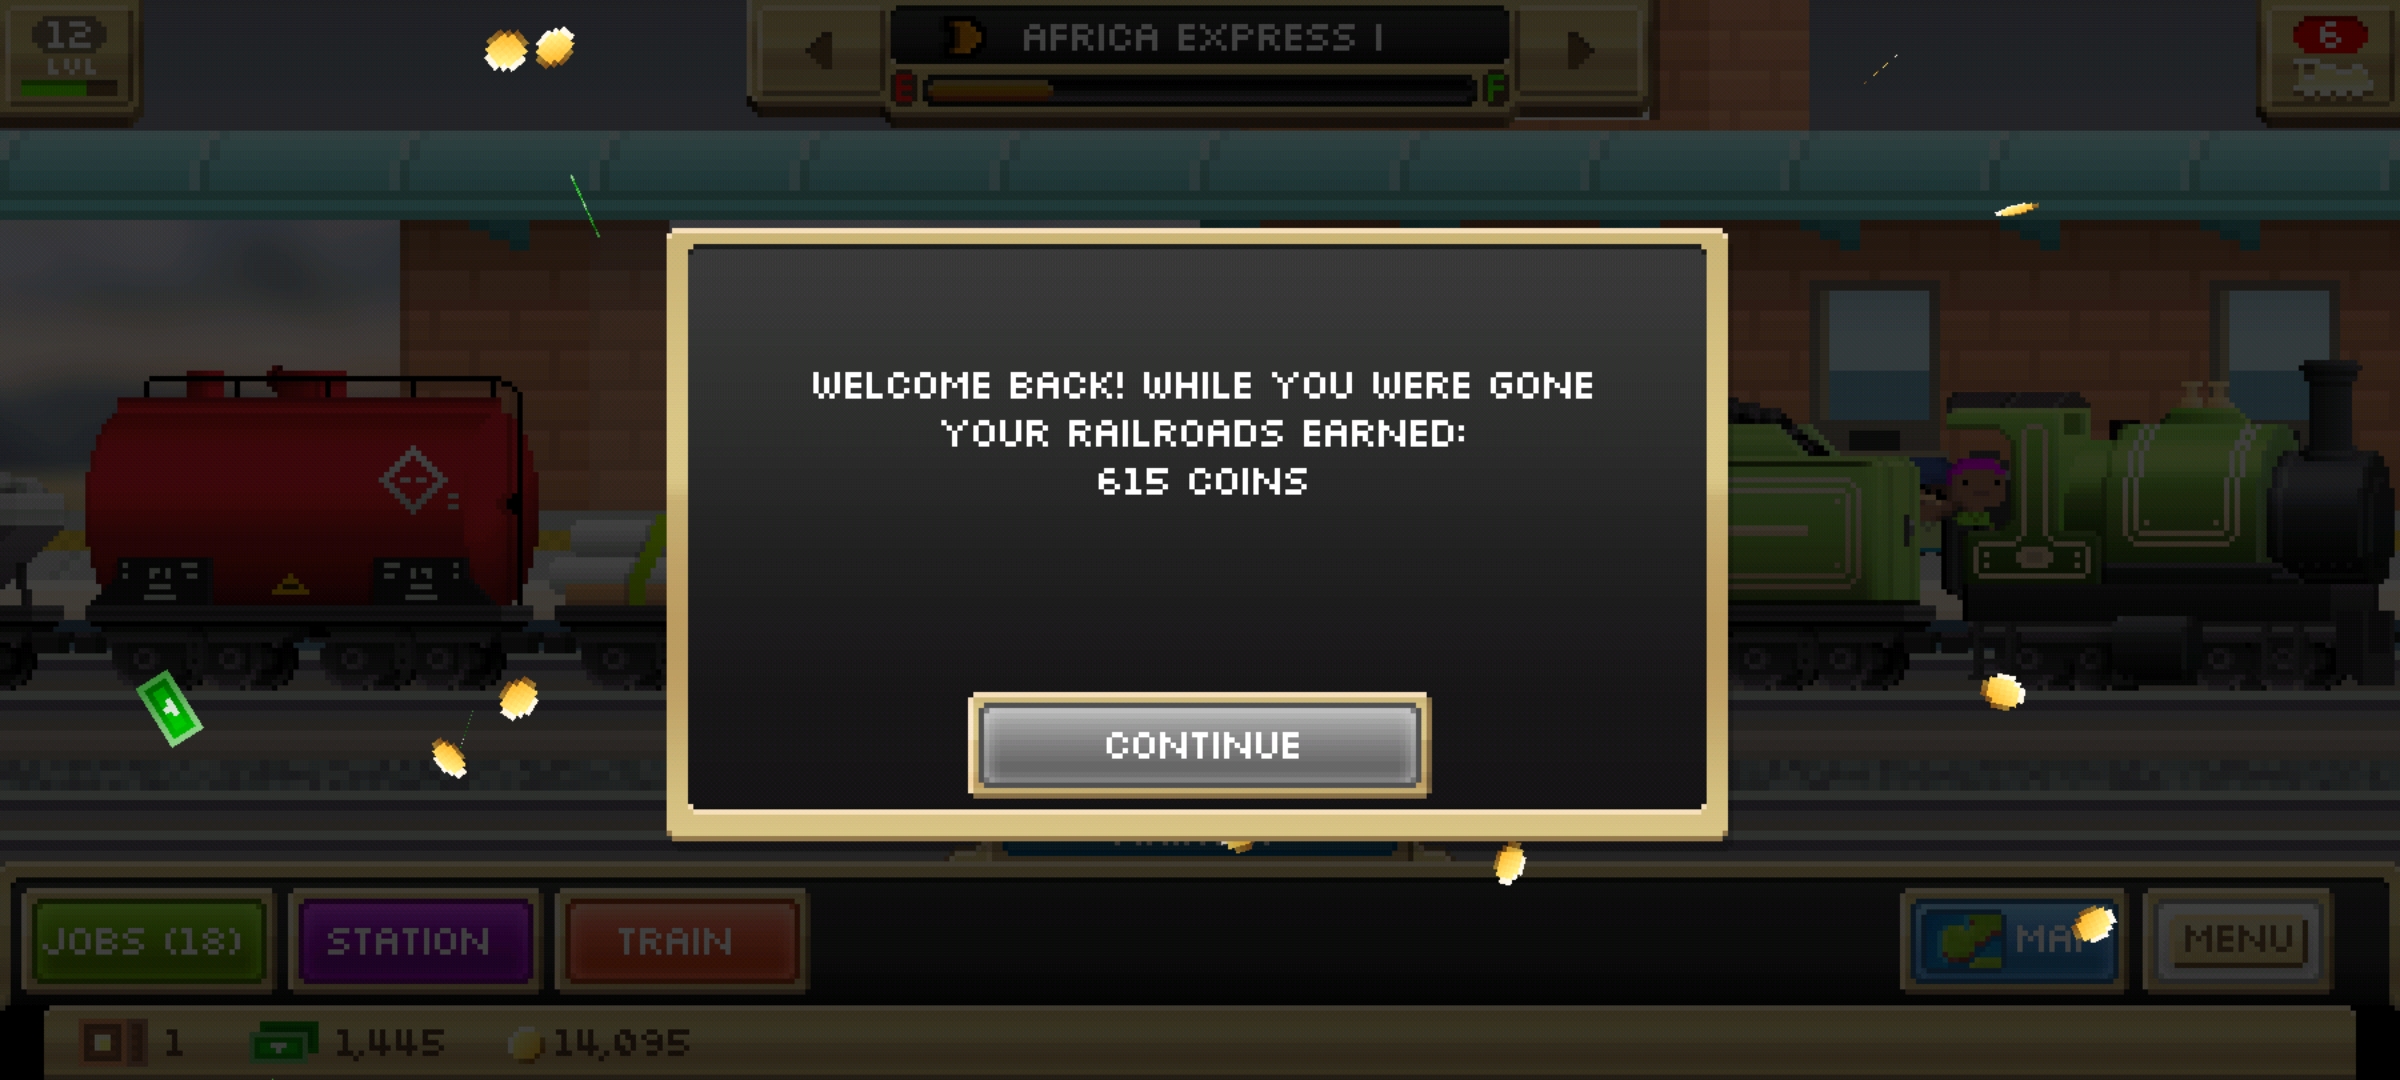 12
LVL
AFRICA EXPRESS I
E F
6
WELCOME BACK! WHILE YOU WERE GONE
YOUR RAILROADS EARNED:
615 COINS
CONTINUE
JOBS (18) STATION TRAIN MENU
1 1,445 14,095